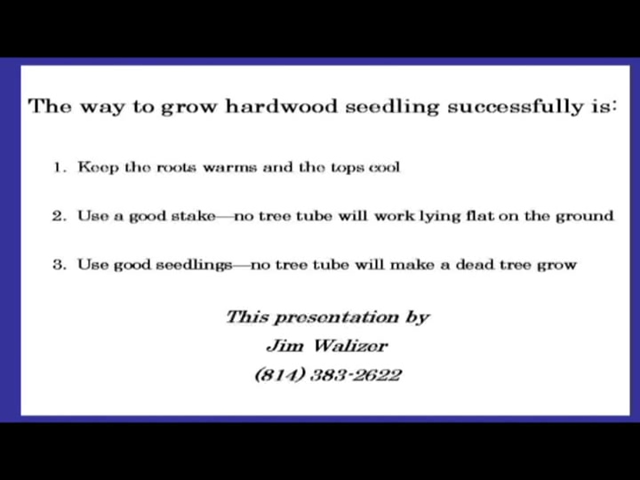 The way to grow hardwood seedling successfully is:
1. Keep the roots warms and the tops cool
2. Use a good stake—no tree tube will work lying flat on the ground
3. Use good seedlings—no tree tube will make a dead tree grow
This presentation by
Jim Walizer
(814) 383-2622